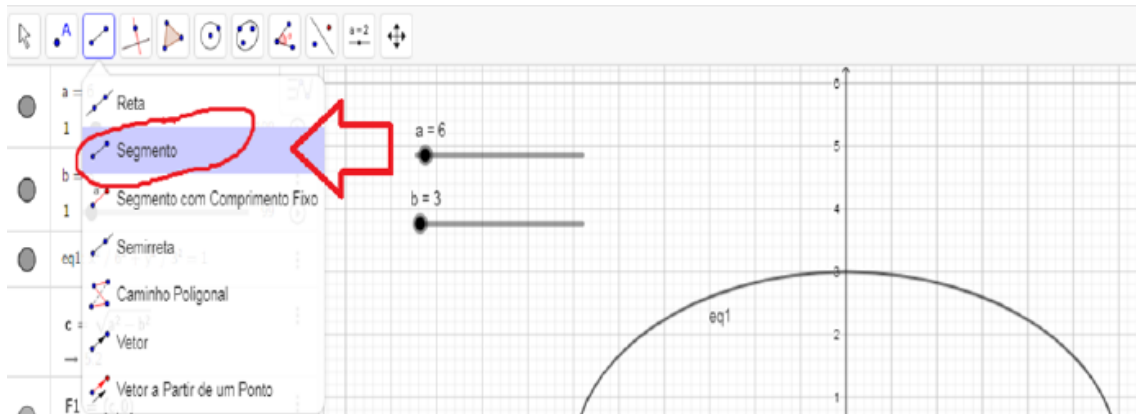 A
a=2
a =
Reta
1
Segmento
b =
Segmento com Comprimento Fixo
1
Semirreta
eq1
Caminho Poligonal
c =
Vetor
Vetor a Partir de um Ponto
F1
a = 6
b = 3
eq1
6
5
4
3
2
1